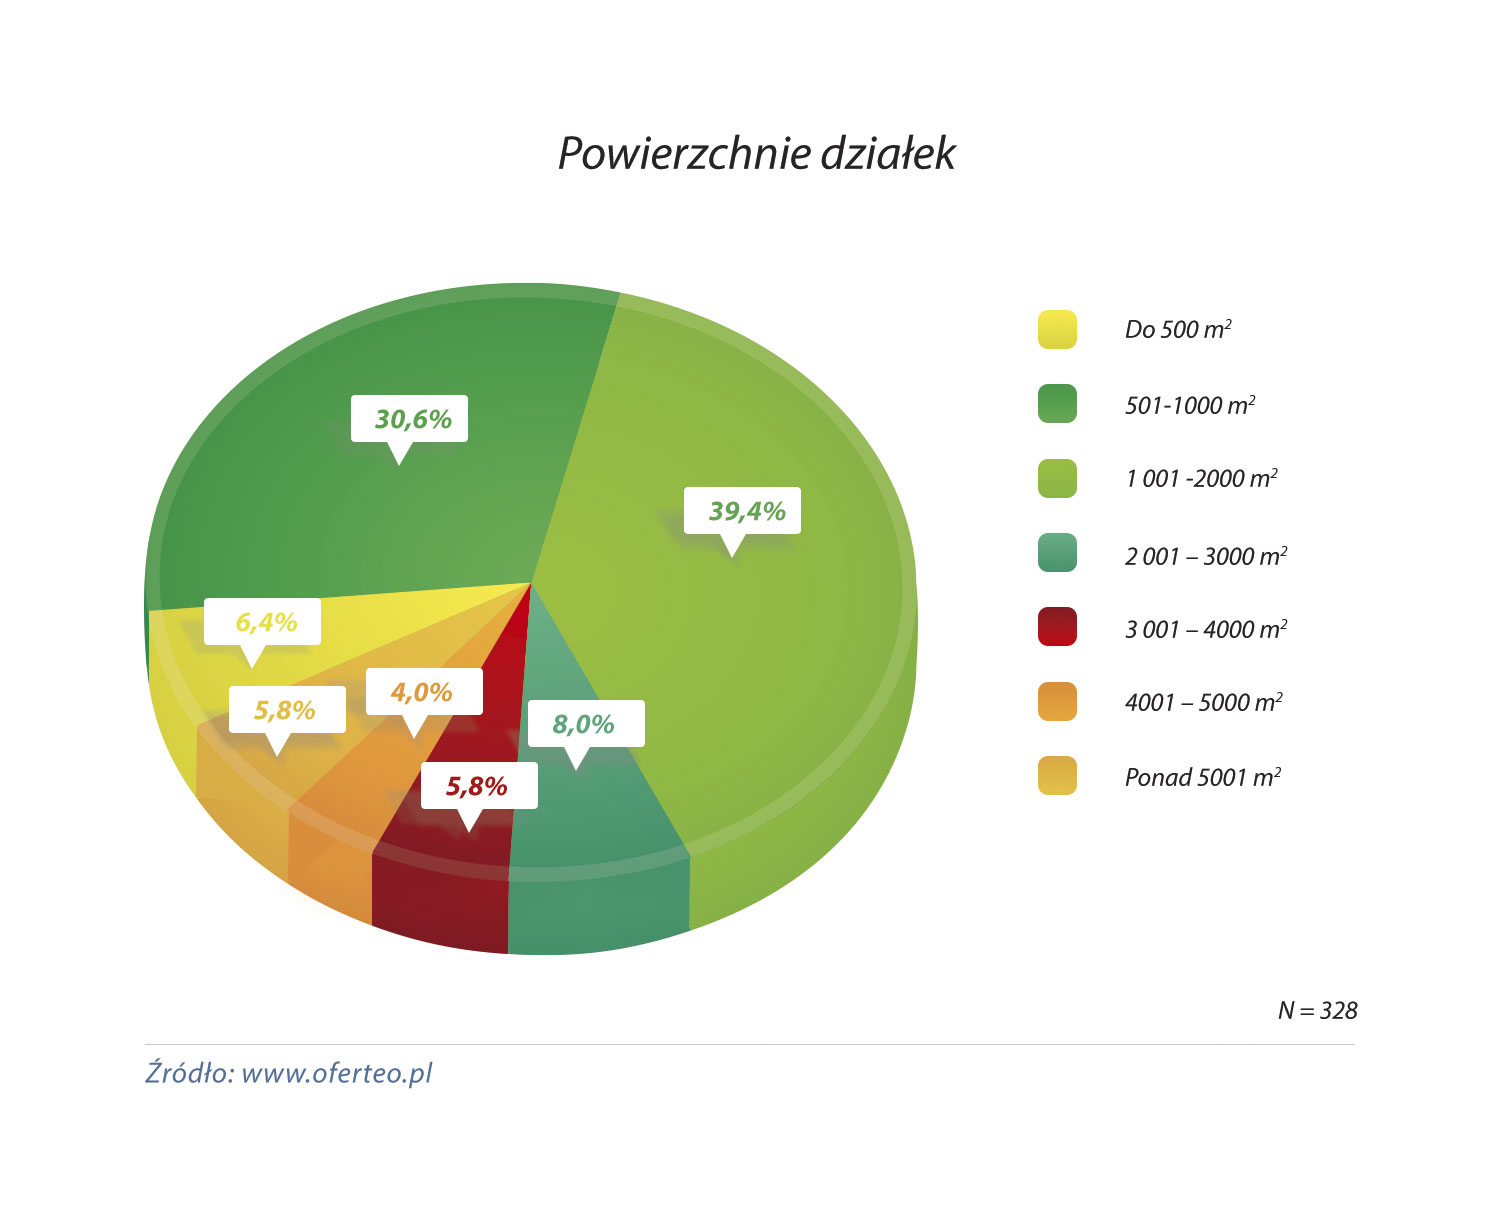 Powierzchnie działek
30,6%
39,4%
6,4%
5,8%
4,0%
8,0%
5,8%
Do 500 m²
501-1000 m²
1 001 -2000 m²
2 001 – 3000 m²
3 001 – 4000 m²
4001 – 5000 m²
Ponad 5001 m²
N = 328
Źródło: www.oferteo.pl